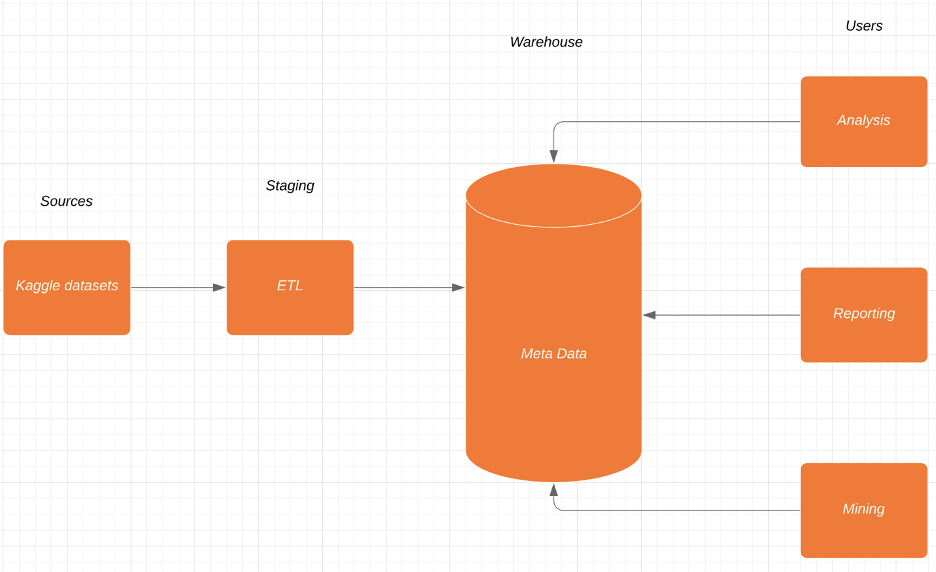 Users
Warehouse
Analysis
Staging
Sources
Kaggle datasets
ETL
Reporting
Meta Data
Mining